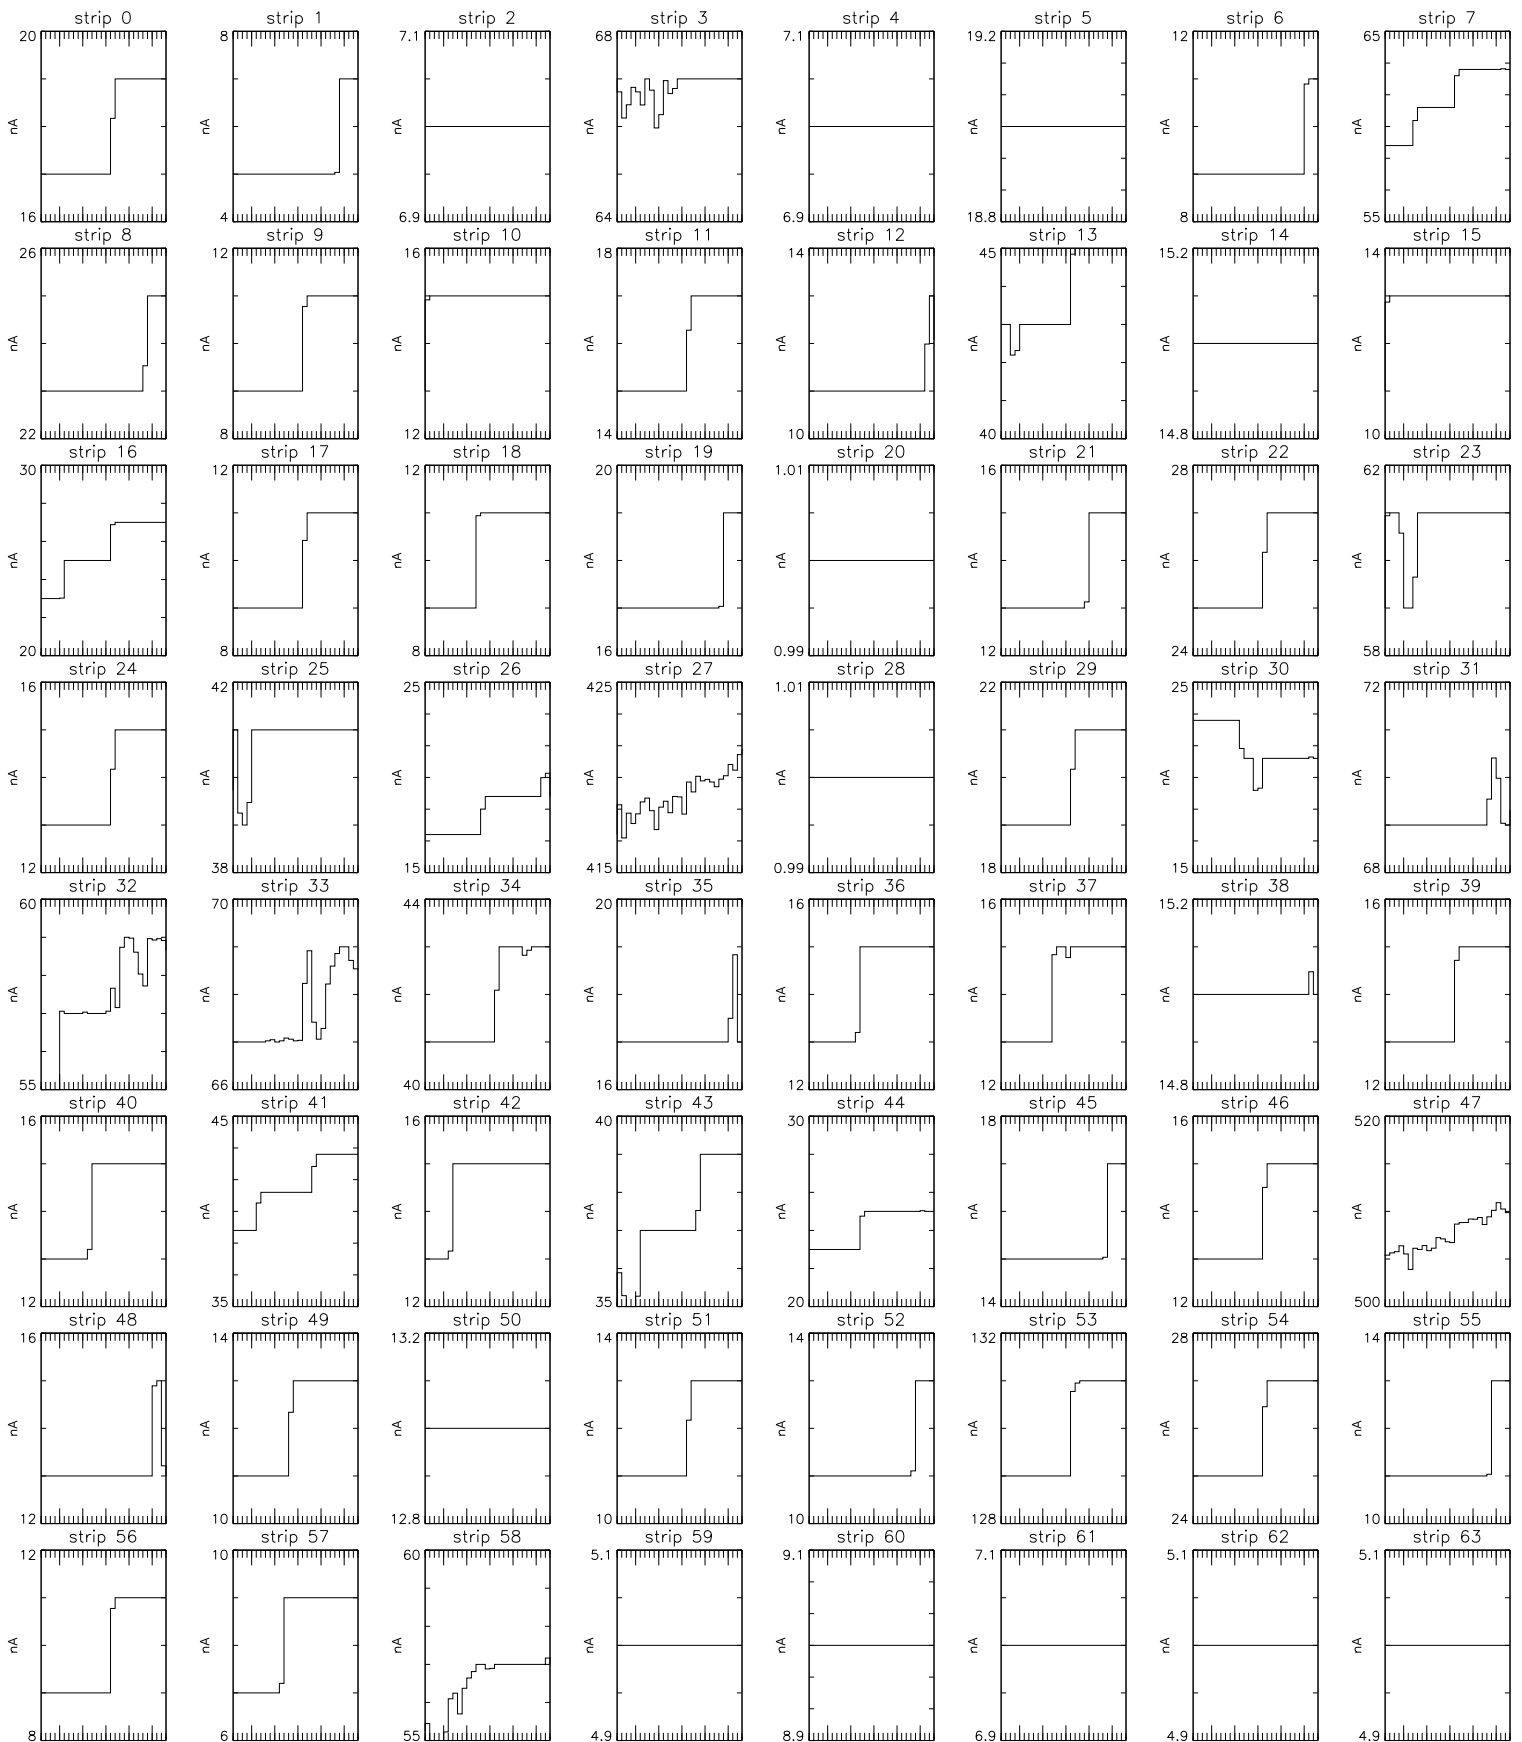 strip 0 strip 1 strip 2 strip 3 strip 4 strip 5 strip 6 strip 7
20 8 7.1 68 7.1 19.2 12 65
nA nA nA nA nA nA nA nA
16 4 6.9 64 6.9 18.8 8 55
strip 8 strip 9 strip 10 strip 11 strip 12 strip 13 strip 14 strip 15
26 12 16 18 14 45 15.2 14
nA nA nA nA nA nA nA nA
22 8 12 14 10 40 14.8 10
strip 16 strip 17 strip 18 strip 19 strip 20 strip 21 strip 22 strip 23
30 12 12 20 1.01 16 28 62
nA nA nA nA nA nA nA nA
20 8 8 16 0.99 12 24 58
strip 24 strip 25 strip 26 strip 27 strip 28 strip 29 strip 30 strip 31
16 42 25 425 1.01 22 25 72
nA nA nA nA nA nA nA nA
12 38 15 415 0.99 18 15 68
strip 32 strip 33 strip 34 strip 35 strip 36 strip 37 strip 38 strip 39
60 70 44 20 16 16 15.2 16
nA nA nA nA nA nA nA nA
55 66 40 16 12 12 14.8 12
strip 40 strip 41 strip 42 strip 43 strip 44 strip 45 strip 46 strip 47
16 45 16 40 30 18 16 520
nA nA nA nA nA nA nA nA
12 35 12 35 20 14 12 500
strip 48 strip 49 strip 50 strip 51 strip 52 strip 53 strip 54 strip 55
16 14 13.2 14 14 132 28 14
nA nA nA nA nA nA nA nA
12 10 12.8 10 10 128 24 10
strip 56 strip 57 strip 58 strip 59 strip 60 strip 61 strip 62 strip 63
12 10 60 5.1 9.1 7.1 5.1 5.1
nA nA nA nA nA nA nA nA
8 6 55 4.9 8.9 6.9 4.9 4.9